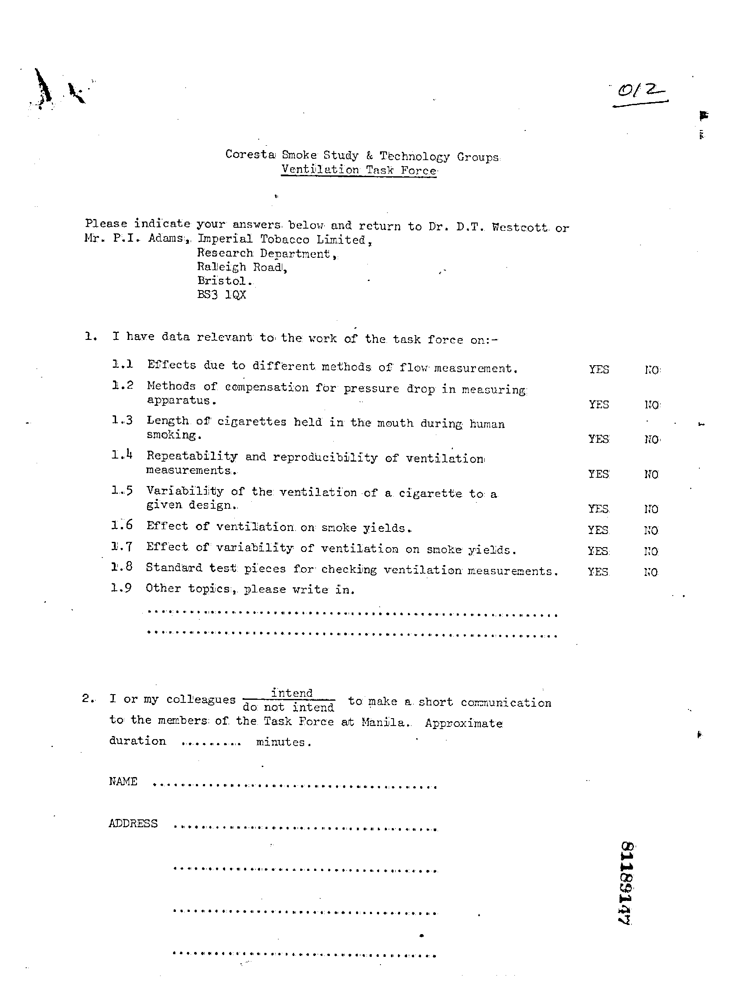 012
Coresta Smoke Study & Technology Groups
Ventilation Task Force
Please indicate your answers below and return to Dr. D.T. Westcott or
Mr. P.I. Adams, Imperial Tobacco Limited,
Research Department,
Raleigh Road,
Bristol.
BS3 1QX
1. I have data relevant to the work of the task force on:-
1.1 Effects due to different methods of flow measurement. YES NO
1.2 Methods of compensation for pressure drop in measuring
apparatus. YES NO
1.3 Length of cigarettes held in the mouth during human
smoking. YES NO
1.4 Repeatability and reproducibility of ventilation
measurements. YES NO
1.5 Variability of the ventilation of a cigarette to a
given design. YES NO
1.6 Effect of ventilation on smoke yields. YES NO
1.7 Effect of variability of ventilation on smoke yields. YES NO
1.8 Standard test pieces for checking ventilation measurements. YES NO
1.9 Other topics, please write in.
2. I or my colleagues intend
do not intend to make a short communication
to the members of the Task Force at Manila. Approximate
duration ......... minutes.
NAME
ADDRESS
81189147